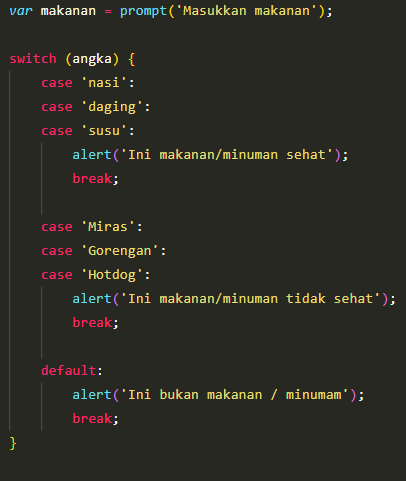 var makanan = prompt('Masukkan makanan');
switch (angka) {
case 'nasi':
case 'daging':
case 'susu':
alert('Ini makanan/minuman sehat');
break;
case 'Miras':
case 'Gorengan':
case 'Hotdog':
alert('Ini makanan/minuman tidak sehat');
break;
default:
alert('Ini bukan makanan / minumam');
break;
}